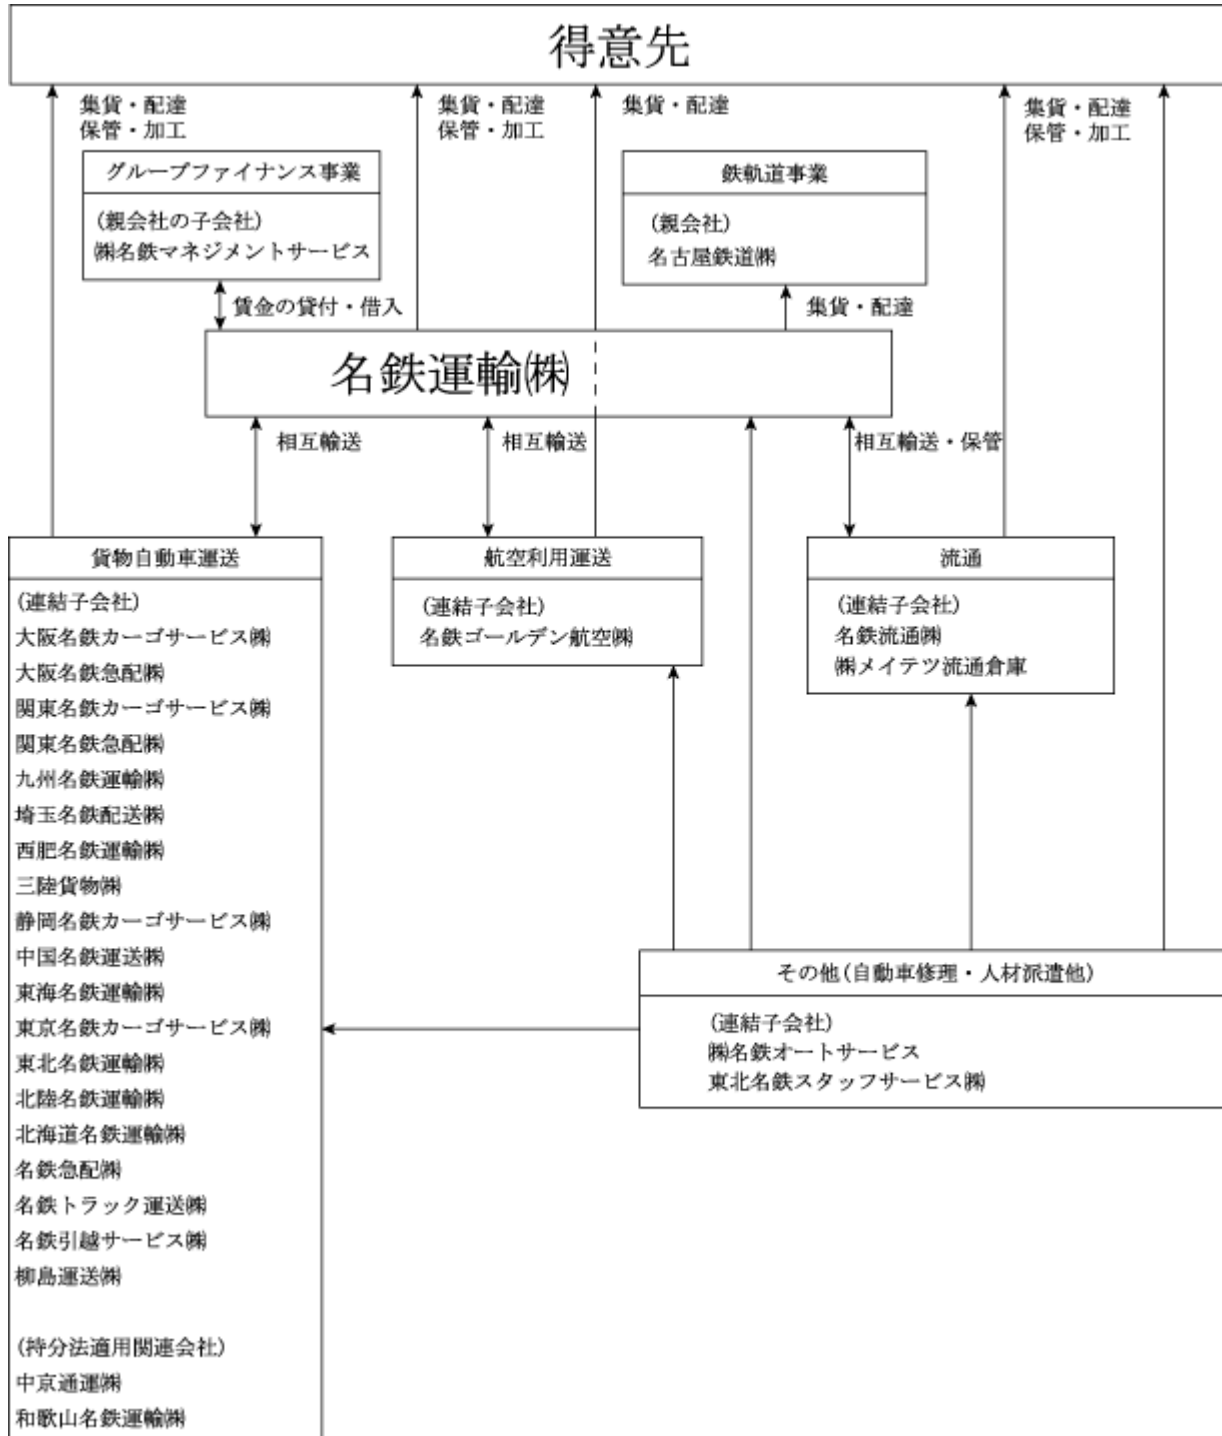 得意先
集貨・配達
保管・加工
集貨・配達
保管・加工
集貨・配達
集貨・配達
保管・加工
グループファイナンス事業
(親会社の子会社)
㈱名鉄マネジメントサービス
鉄軌道事業
(親会社)
名古屋鉄道㈱
賃金の貸付・借入
集貨・配達
名鉄運輸㈱
相互輸送
相互輸送
相互輸送・保管
貨物自動車運送
(連結子会社)
大阪名鉄カーゴサービス㈱
大阪名鉄急配㈱
関東名鉄カーゴサービス㈱
関東名鉄急配㈱
九州名鉄運輸㈱
埼玉名鉄配送㈱
西肥名鉄運輸㈱
三陸貨物㈱
静岡名鉄カーゴサービス㈱
中国名鉄運送㈱
東海名鉄運輸㈱
東京名鉄カーゴサービス㈱
東北名鉄運輸㈱
北陸名鉄運輸㈱
北海道名鉄運輸㈱
名鉄急配㈱
名鉄トラック運送㈱
名鉄引越サービス㈱
柳島運送㈱
(持分法適用関連会社)
中京通運㈱
和歌山名鉄運輸㈱
航空利用運送
(連結子会社)
名鉄ゴールデン航空㈱
流通
(連結子会社)
名鉄流通㈱
㈱メイテツ流通倉庫
その他(自動車修理・人材派遣他)
(連結子会社)
㈱名鉄オートサービス
東北名鉄スタッフサービス㈱